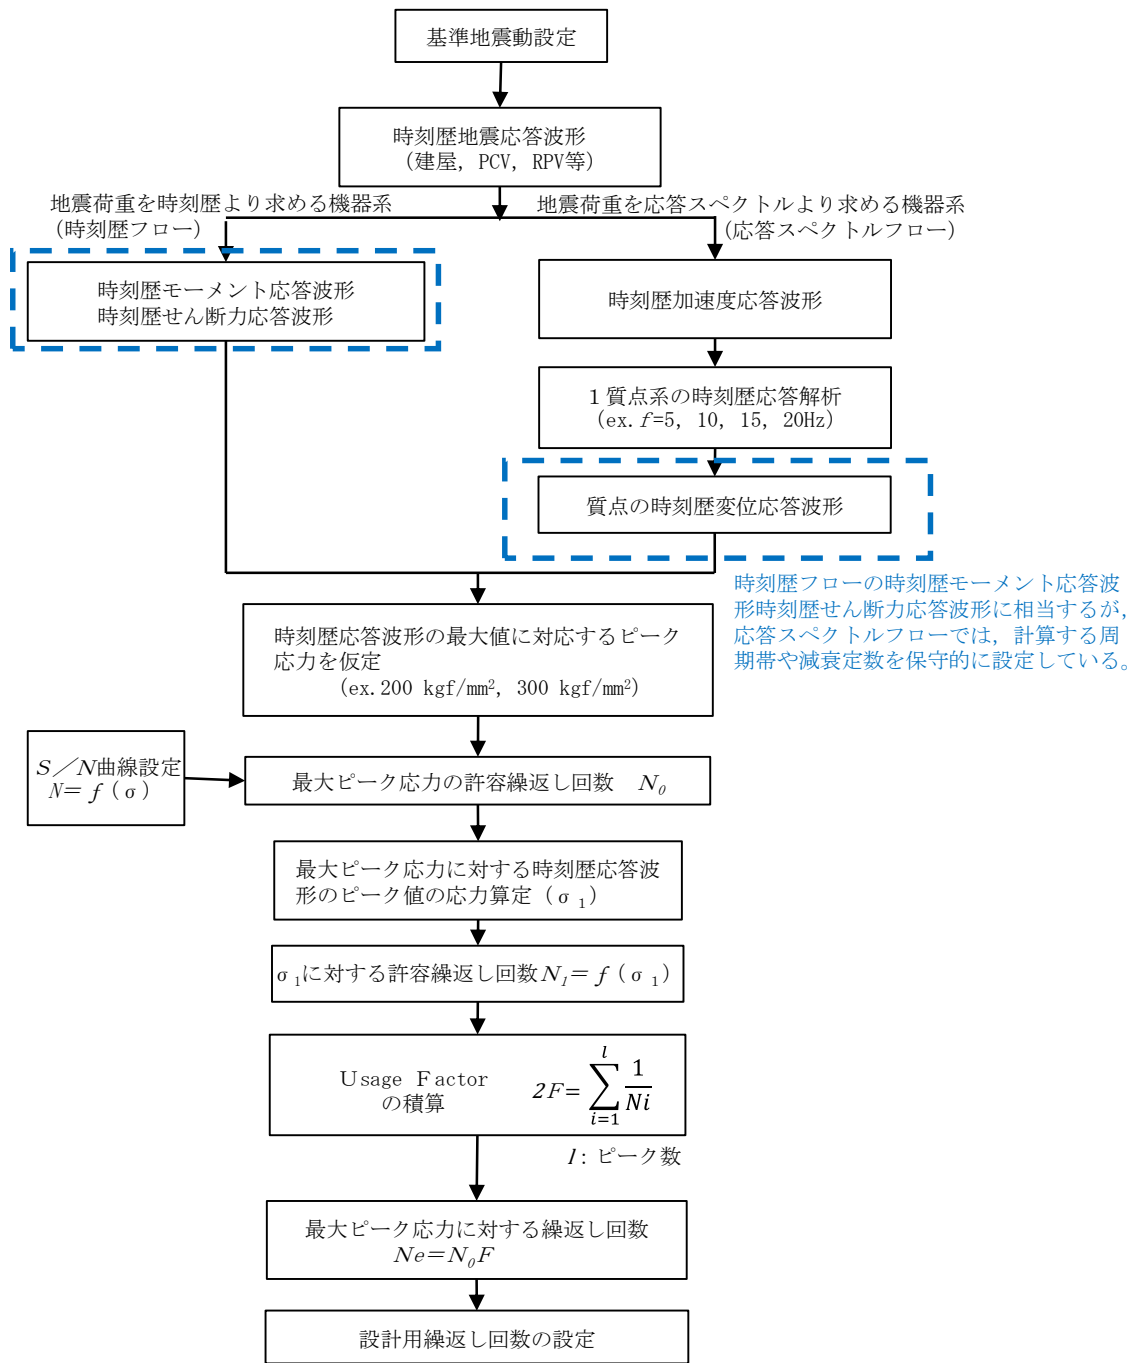 基準地震動設定
時刻歴地震応答波形
(建屋, PCV, RPV等)
地震荷重を時刻歴より求める機器系
(時刻歴フロー)
地震荷重を応答スペクトルより求める機器系
(応答スペクトルフロー)
時刻歴モーメント応答波形
時刻歴せん断力応答波形
時刻歴加速度応答波形
1質点系の時刻歴応答解析
(ex. f=5, 10, 15, 20Hz)
質点の時刻歴変位応答波形
時刻歴フローの時刻歴モーメント応答波
形時刻歴せん断力応答波形に相当するが,
応答スペクトルフローでは, 計算する周
期帯や減衰定数を保守的に設定している。
時刻歴応答波形の最大値に対応するピーク
応力を仮定
(ex. 200 kgf/mm², 300 kgf/mm²)
S/N曲線設定
N=f(σ)
最大ピーク応力の許容繰返し回数 N₀
最大ピーク応力に対する時刻歴応答波
形のピーク値の応力算定(σ₁)
σ₁に対する許容繰返し回数N₁=f(σ₁)
Usage Factor
の積算
2F=∑_{i=1}^{l} 1/Ni
l: ピーク数
最大ピーク応力に対する繰返し回数
Ne=N₀F
設計用繰返し回数の設定